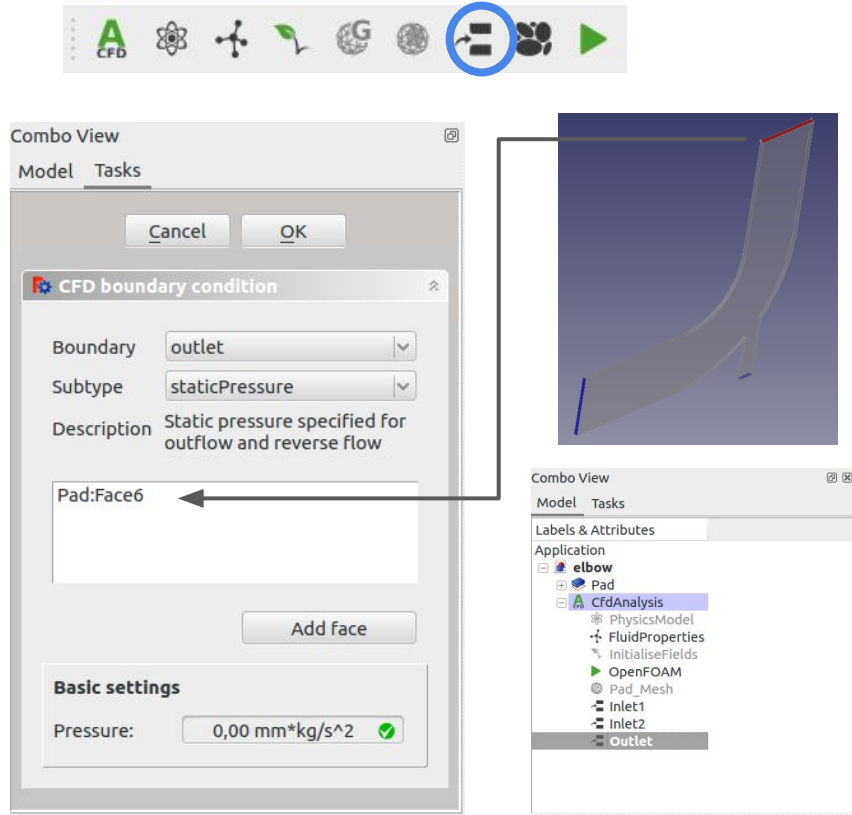 A
CFD
G
Combo View
Model Tasks
Cancel OK
CFD boundary condition
Boundary outlet
Subtype staticPressure
Description Static pressure specified for
outflow and reverse flow
Pad:Face6
Add face
Basic settings
Pressure: 0,00 mm*kg/s^2
Combo View
Model Tasks
Labels & Attributes
Application
elbow
Pad
A CFD CfdAnalysis
PhysicsModel
FluidProperties
InitialiseFields
OpenFOAM
Pad_Mesh
Inlet1
Inlet2
Outlet